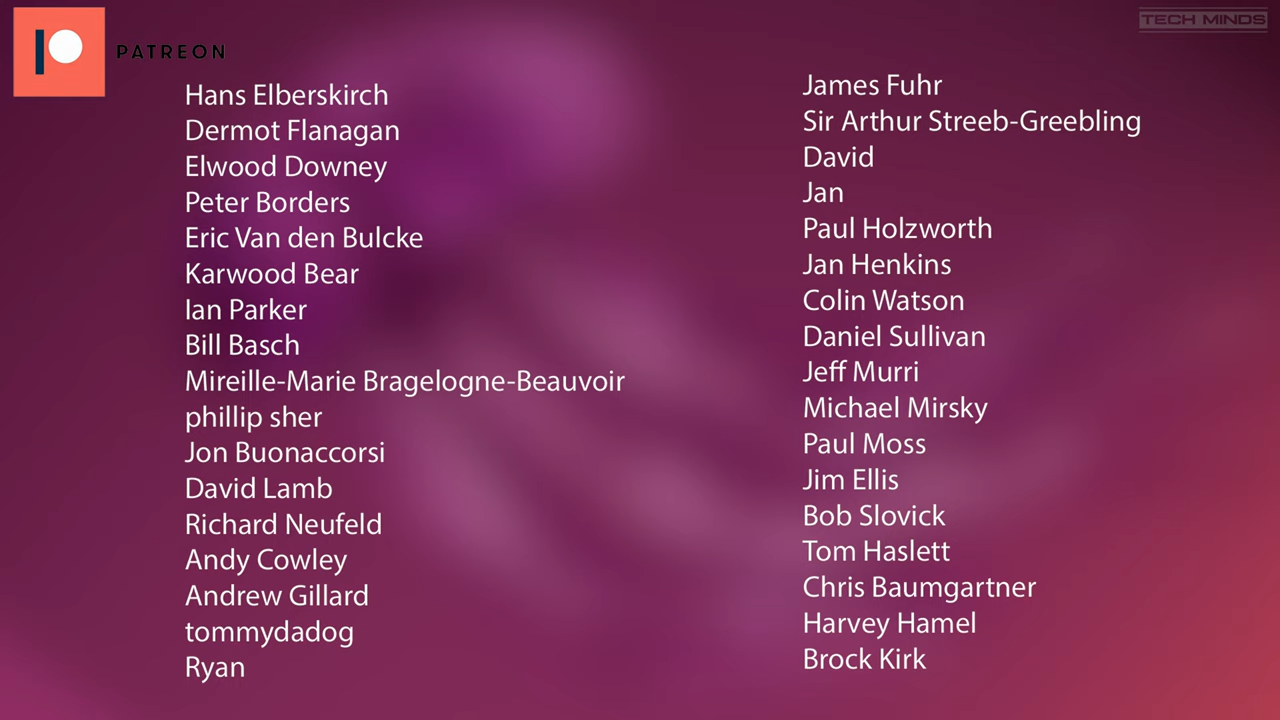 PATREON
TECH MINDS
Hans Elberskirch
Dermot Flanagan
Elwood Downey
Peter Borders
Eric Van den Bulcke
Karwood Bear
Ian Parker
Bill Basch
Mireille-Marie Bragelogne-Beauvoir
phillip sher
Jon Buonaccorsi
David Lamb
Richard Neufeld
Andy Cowley
Andrew Gillard
tommydadog
Ryan
James Fuhr
Sir Arthur Streeb-Greebling
David
Jan
Paul Holzworth
Jan Henkins
Colin Watson
Daniel Sullivan
Jeff Murri
Michael Mirsky
Paul Moss
Jim Ellis
Bob Slovick
Tom Haslett
Chris Baumgartner
Harvey Hamel
Brock Kirk